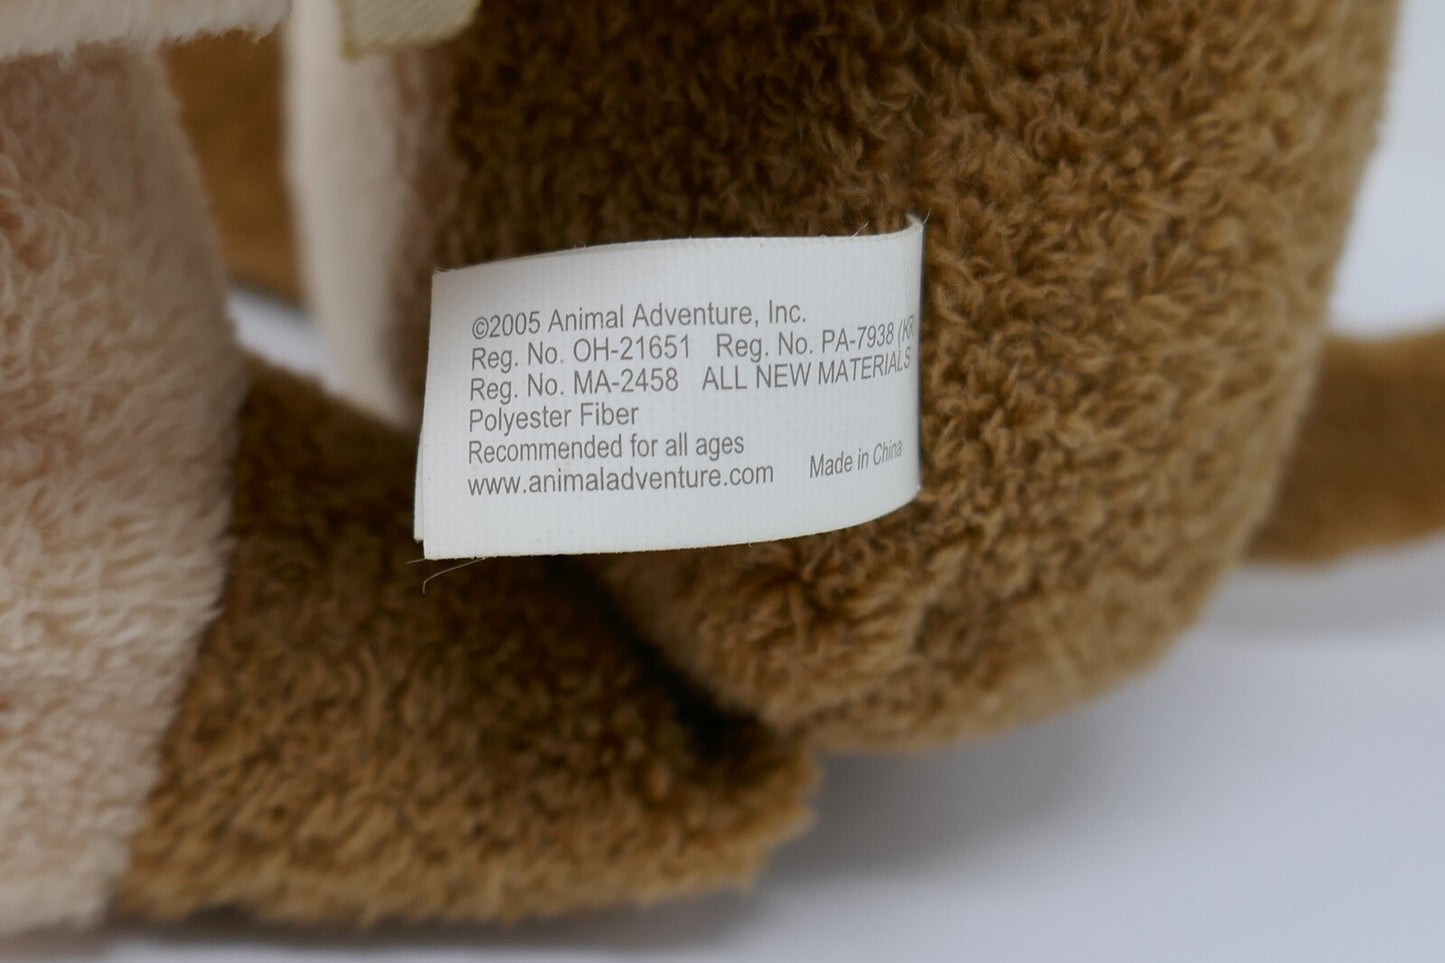 ©2005 Animal Adventure, Inc.
Reg. No. OH-21651 Reg. No. PA-7938 (KR
Reg. No. MA-2458 ALL NEW MATERIALS
Polyester Fiber
Recommended for all ages
www.animaladventure.com Made in China